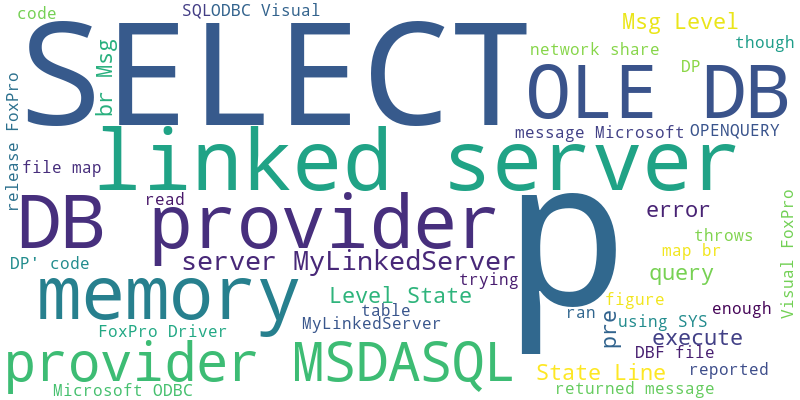 code
SQLODBC Visual
Msg Level
SELECT
br Msg
network share
though
OLE DB
DP
release FoxPro
message Microsoft
OPENQUERY
linked server
file map
read
DB provider
p
error
Visual FoxPro
throws
map br
server MyLinkedServer
DP' code
query
memory
trying
Level State
table
figure
enough
ran
pre
using SYS
MyLinkedServer
FoxPro Driver
execute
provider MSDASQL
DBF file
State Line
reported
Microsoft ODBC
returned message